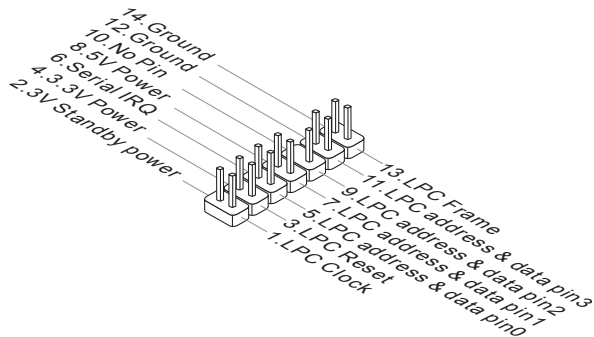 14.Ground
12.Ground
10.No Pin
8.5V Power
6.Serial IRQ
4.3.3V Power
2.3V Standby power
13.LPC Frame
11.LPC address & data pin3
9.LPC address & data pin2
7.LPC address & data pin1
5.LPC address & data pin0
3.LPC Reset
1.LPC Clock